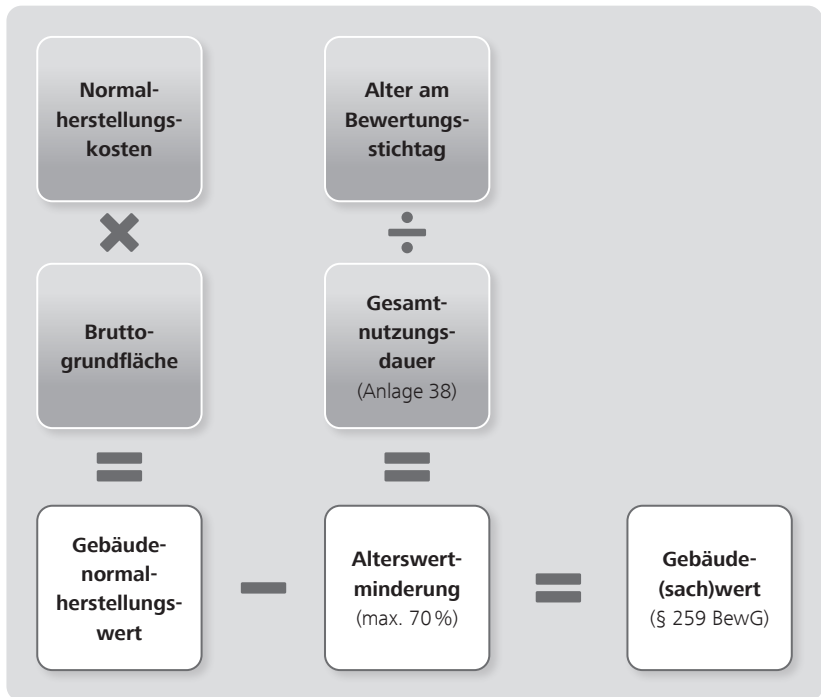 Normal-
herstellungs-
kosten
Alter am
Bewertungs-
stichtag
×
÷
Brutto-
grundfläche
Gesamt-
nutzungs-
dauer
(Anlage 38)
=
=
Gebäude-
normal-
herstellungs-
wert
−
Alterswert-
minderung
(max. 70 %)
=
Gebäude-
(sach)wert
(§ 259 BewG)